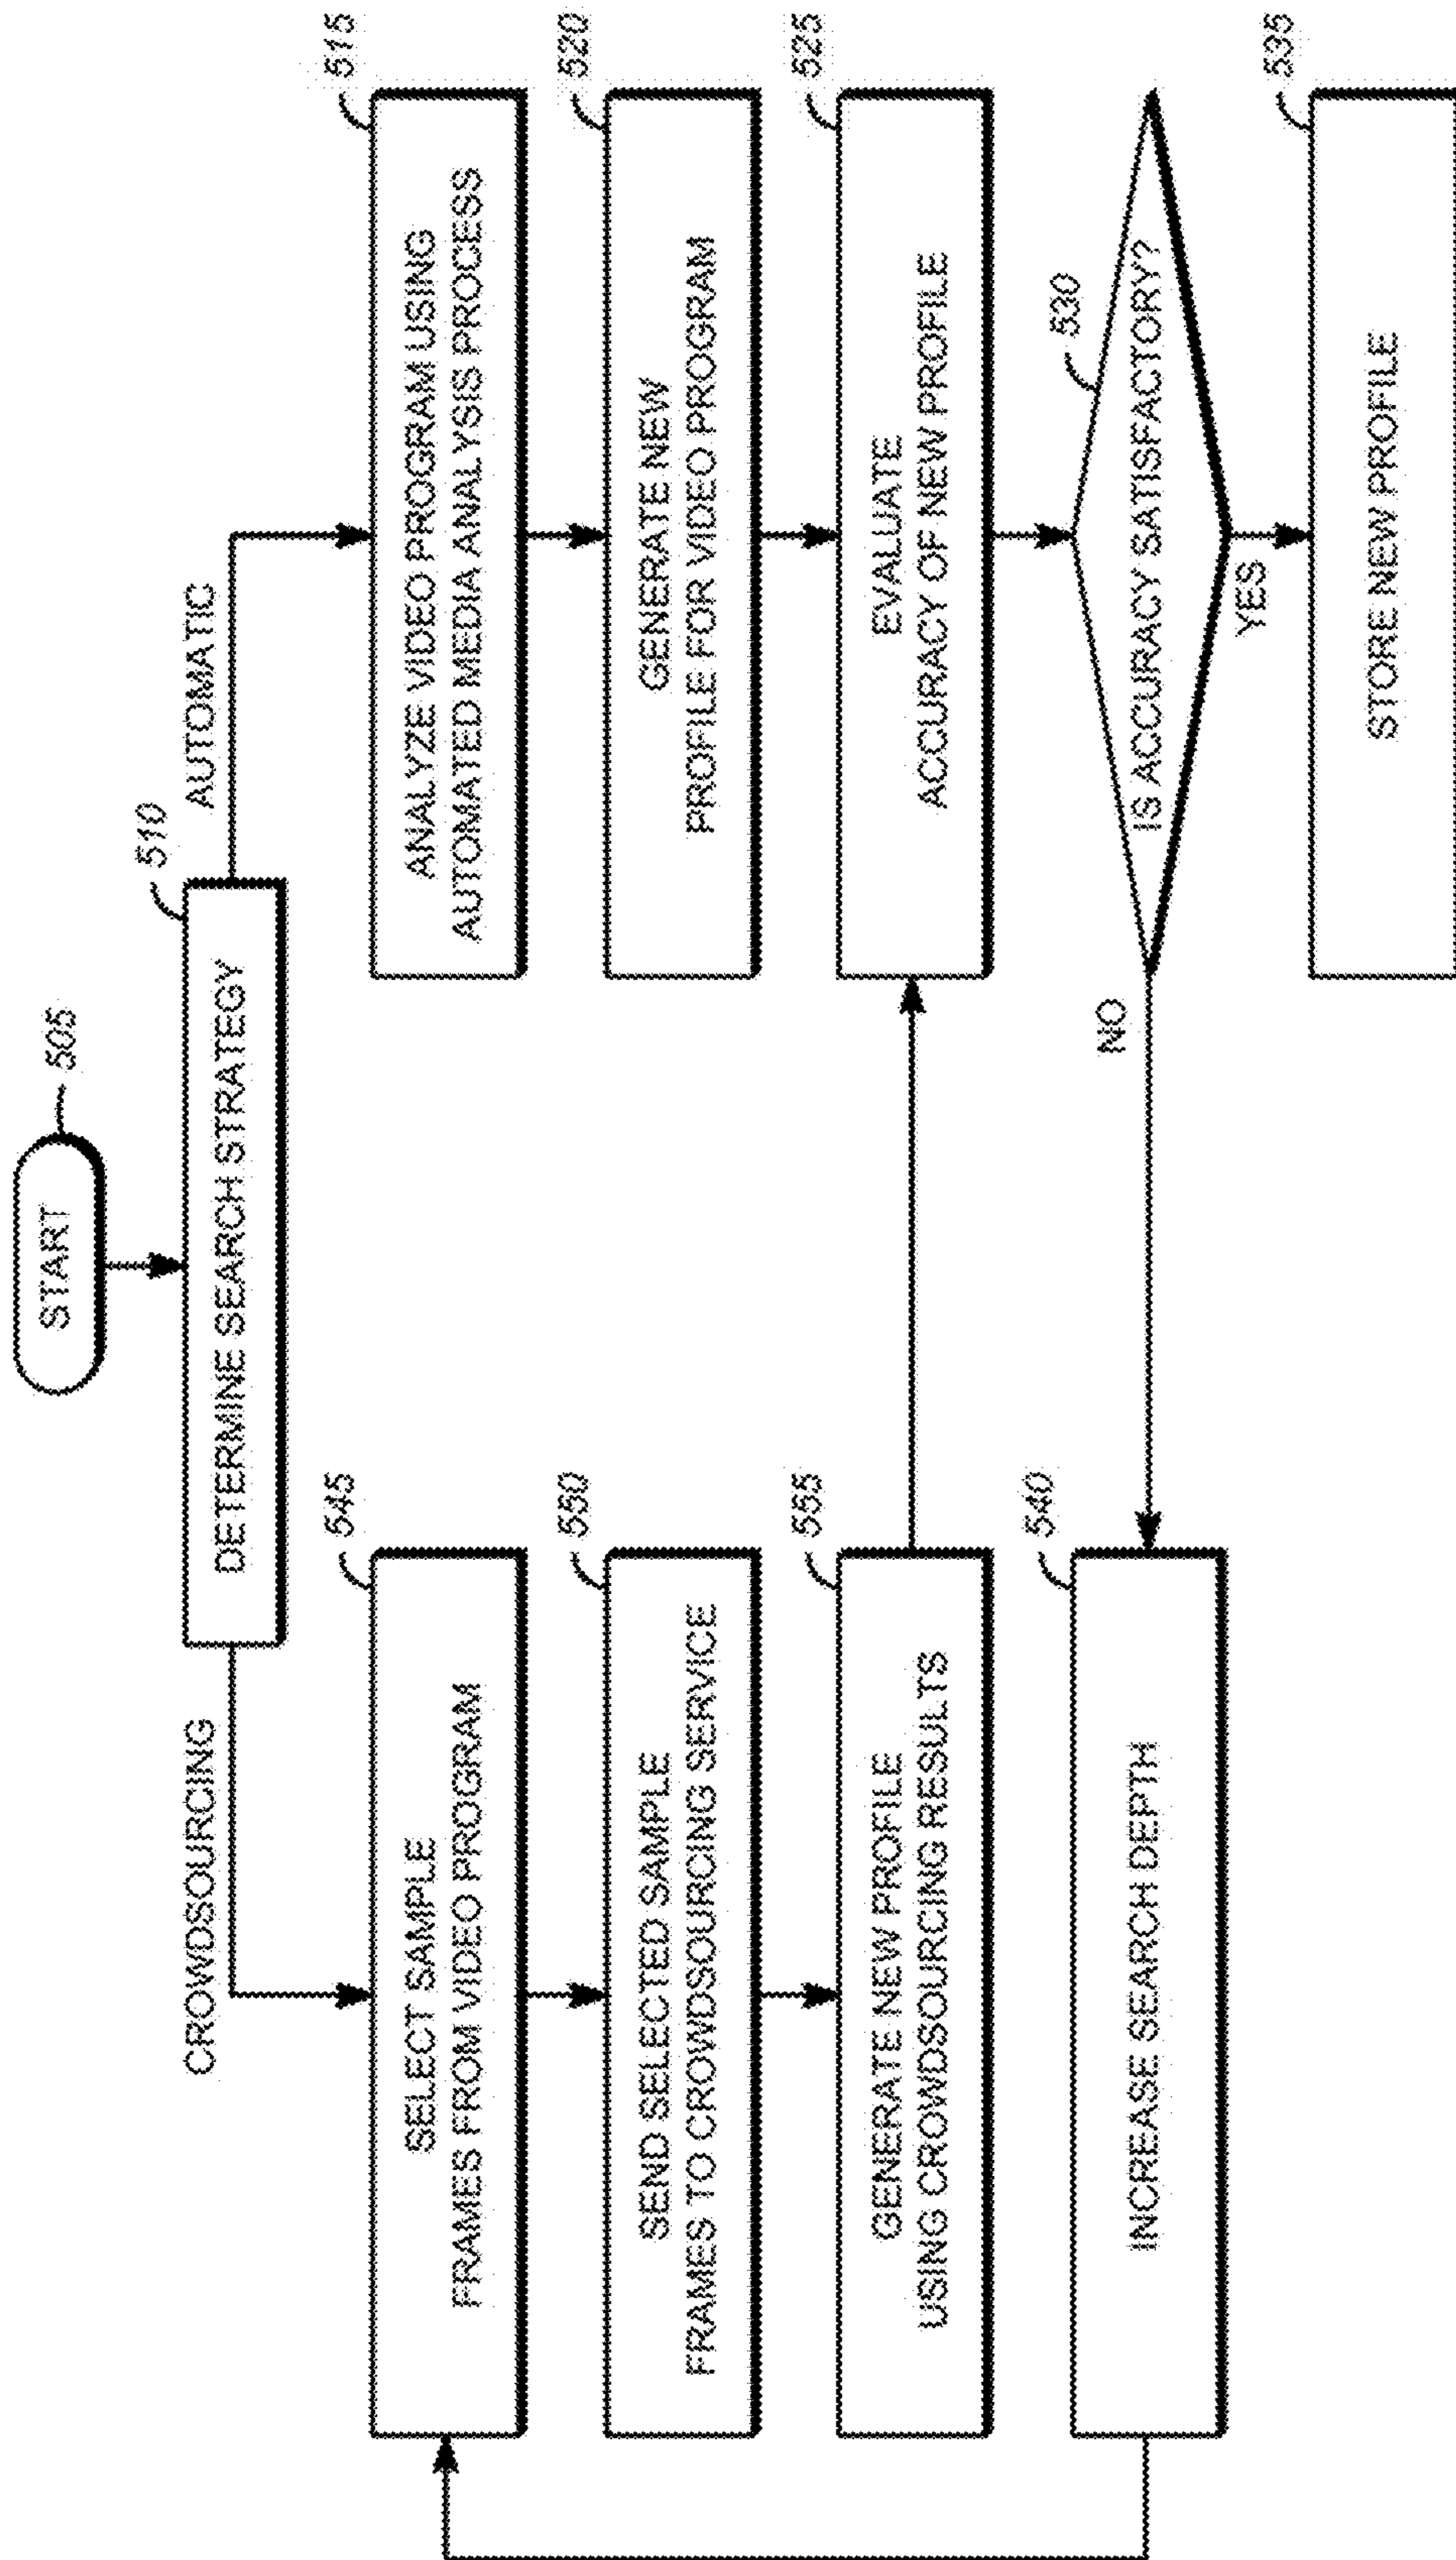 START
505
DETERMINE SEARCH STRATEGY
510
CROWDSOURCING
AUTOMATIC
545
SELECT SAMPLE
FRAMES FROM VIDEO PROGRAM
515
ANALYZE VIDEO PROGRAM USING
AUTOMATED MEDIA ANALYSIS PROCESS
550
SEND SELECTED SAMPLE
FRAMES TO CROWDSOURCING SERVICE
520
GENERATE NEW
PROFILE FOR VIDEO PROGRAM
555
GENERATE NEW PROFILE
USING CROWDSOURCING RESULTS
525
EVALUATE
ACCURACY OF NEW PROFILE
540
INCREASE SEARCH DEPTH
NO
530
IS ACCURACY SATISFACTORY?
YES
535
STORE NEW PROFILE